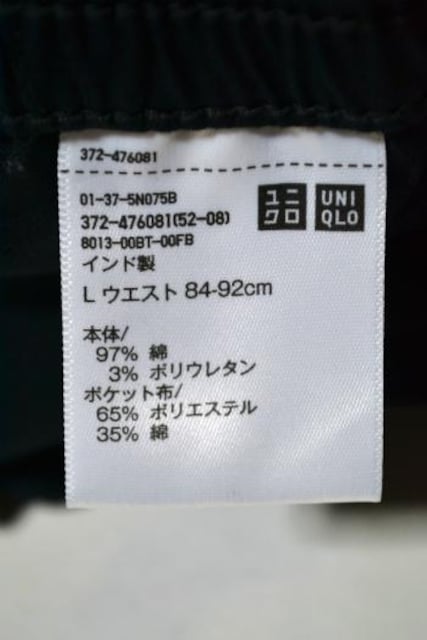 372-476081
01-37-5N075B
372-476081(52-08)
8013-00BT-00FB
ユニ
クロ
UNI
QLO
インド製
L ウエスト 84-92cm
本体/
97% 綿
3% ポリウレタン
ポケット布/
65% ポリエステル
35% 綿